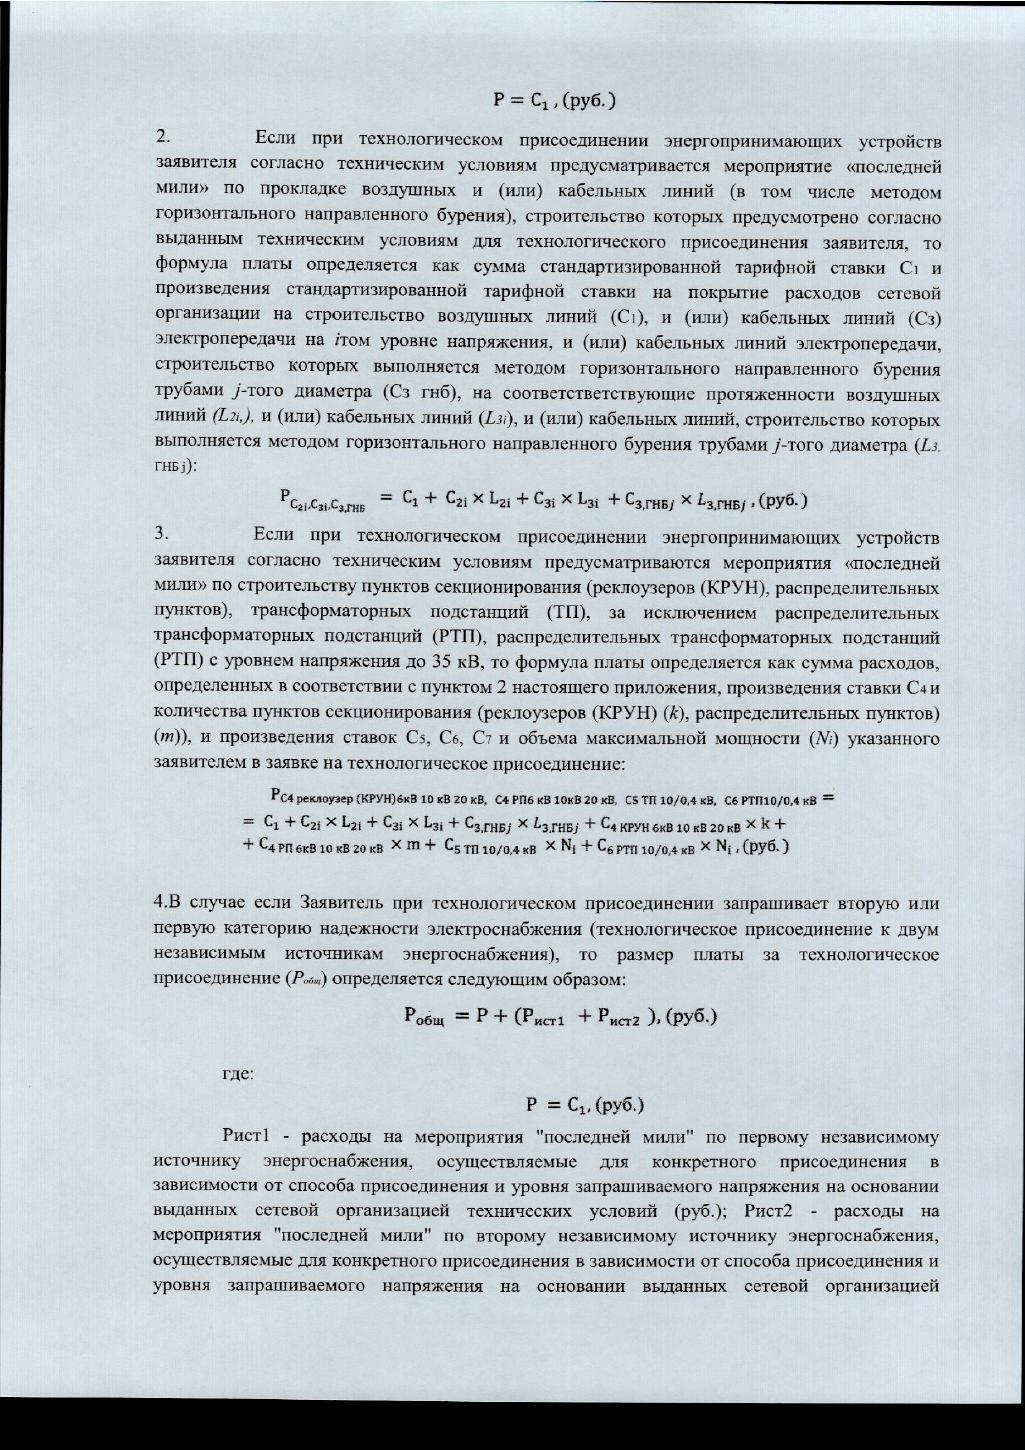 P = C₁ , (руб.)
2. Если при технологическом присоединении энергопринимающих устройств
заявителя согласно техническим условиям предусматривается мероприятие «последней
мили» по прокладке воздушных и (или) кабельных линий (в том числе методом
горизонтального направленного бурения), строительство которых предусмотрено согласно
выданным техническим условиям для технологического присоединения заявителя, то
формула платы определяется как сумма стандартизированной тарифной ставки С1 и
произведения стандартизированной тарифной ставки на покрытие расходов сетевой
организации на строительство воздушных линий (С1), и (или) кабельных линий (С3)
электропередачи на iтом уровне напряжения, и (или) кабельных линий электропередачи,
строительство которых выполняется методом горизонтального направленного бурения
трубами j-того диаметра (С3 гнб), на соответстветствующие протяженности воздушных
линий (L2i,), и (или) кабельных линий (L3i), и (или) кабельных линий, строительство которых
выполняется методом горизонтального направленного бурения трубами j-того диаметра (L3.
ГНБ j):
P C2i,C3i,C3,ГНБ = C1 + C2i × L2i + C3i × L3i + C3,ГНБj × L3,ГНБj , (руб.)
3. Если при технологическом присоединении энергопринимающих устройств
заявителя согласно техническим условиям предусматриваются мероприятия «последней
мили» по строительству пунктов секционирования (реклоузеров (КРУН), распределительных
пунктов), трансформаторных подстанций (ТП), за исключением распределительных
трансформаторных подстанций (РТП), распределительных трансформаторных подстанций
(РТП) с уровнем напряжения до 35 кВ, то формула платы определяется как сумма расходов,
определенных в соответствии с пунктом 2 настоящего приложения, произведения ставки С4 и
количества пунктов секционирования (реклоузеров (КРУН) (k), распределительных пунктов)
(m)), и произведения ставок С5, С6, С7 и объема максимальной мощности (Ni) указанного
заявителем в заявке на технологическое присоединение:
P С4 реклоузер (КРУН)6кВ 10 кВ 20 кВ, С4 РП6 кВ 10кВ 20 кВ, С5 ТП 10/0,4 кВ, С6 РТП10/0,4 кВ =
= C1 + C2i × L2i + C3i × L3i + C3,ГНБj × L3,ГНБj + C4 КРУН 6кВ 10 кВ 20 кВ × k +
+ C4 РП 6кВ 10 кВ 20 кВ × m + C5 ТП 10/0,4 кВ × Ni + C6 РТП 10/0,4 кВ × Ni , (руб.)
4.В случае если Заявитель при технологическом присоединении запрашивает вторую или
первую категорию надежности электроснабжения (технологическое присоединение к двум
независимым источникам энергоснабжения), то размер платы за технологическое
присоединение (Pобщ) определяется следующим образом:
Pобщ = P + (Pист1 + Pист2 ), (руб.)
где:
P = C₁, (руб.)
Рист1 - расходы на мероприятия "последней мили" по первому независимому
источнику энергоснабжения, осуществляемые для конкретного присоединения в
зависимости от способа присоединения и уровня запрашиваемого напряжения на основании
выданных сетевой организацией технических условий (руб.); Рист2 - расходы на
мероприятия "последней мили" по второму независимому источнику энергоснабжения,
осуществляемые для конкретного присоединения в зависимости от способа присоединения и
уровня запрашиваемого напряжения на основании выданных сетевой организацией